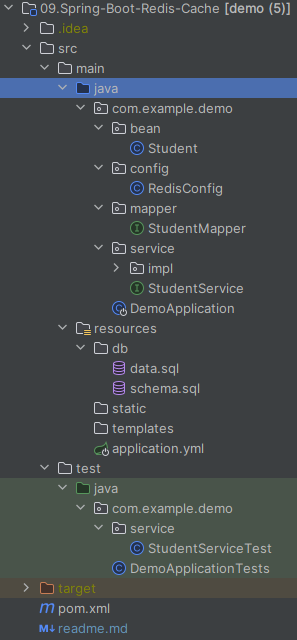 09.Spring-Boot-Redis-Cache [demo (5)]
.idea
src
main
java
com.example.demo
bean
Student
config
RedisConfig
mapper
StudentMapper
service
impl
StudentService
DemoApplication
resources
db
data.sql
schema.sql
static
templates
application.yml
test
java
com.example.demo
service
StudentServiceTest
DemoApplicationTests
target
pom.xml
readme.md